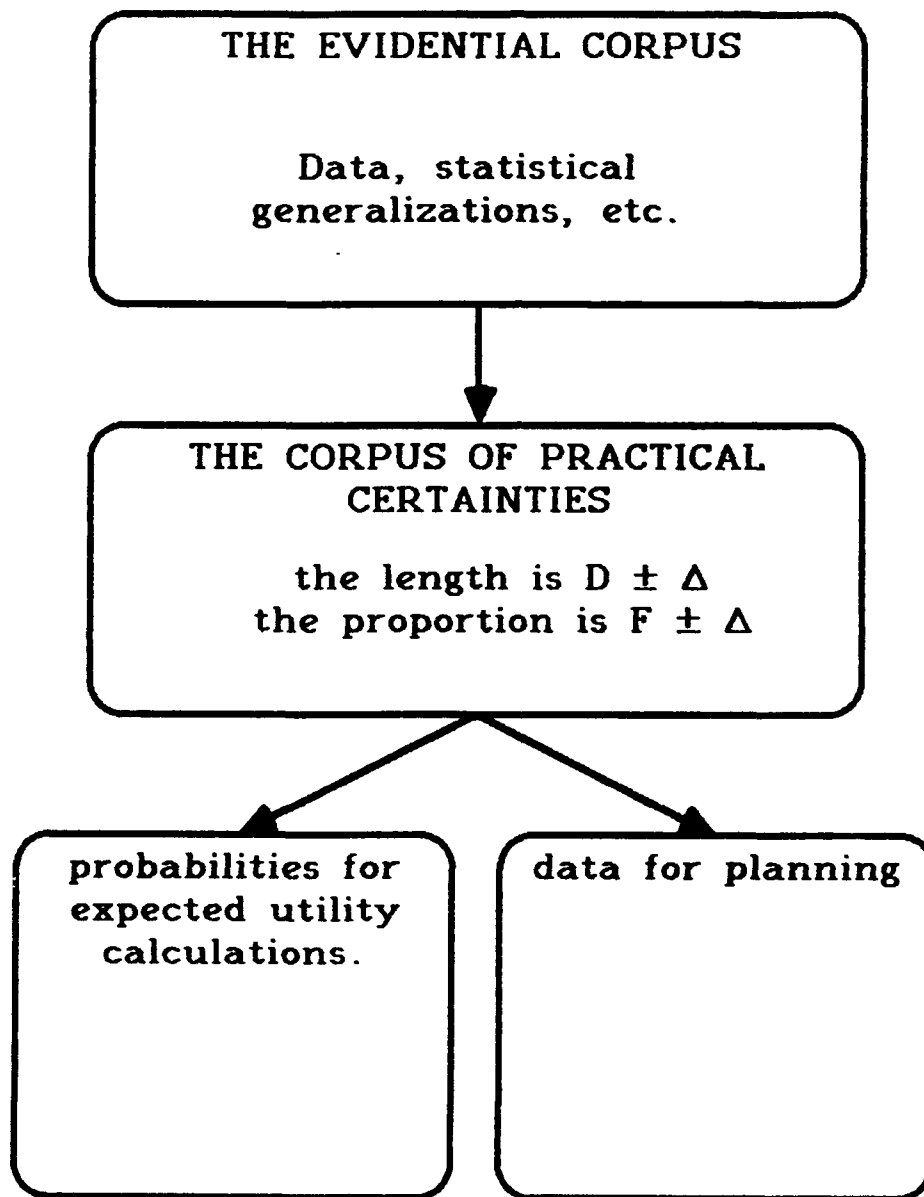 THE EVIDENTIAL CORPUS
Data, statistical
generalizations, etc.
THE CORPUS OF PRACTICAL
CERTAINTIES
the length is D ± Δ
the proportion is F ± Δ
probabilities for
expected utility
calculations.
data for planning